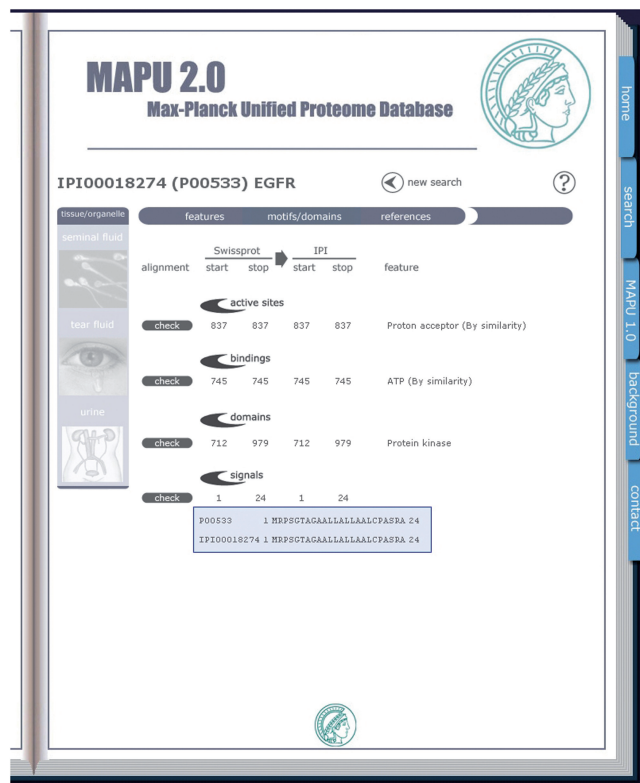 MAPU 2.0
Max-Planck Unified Proteome Database
IPI00018274 (P00533) EGFR
new search
?
tissue/organelle
features motifs/domains references
seminal fluid
tear fluid
urine
Swissprot IPI
alignment start stop start stop feature
active sites
check 837 837 837 837 Proton acceptor (By similarity)
bindings
check 745 745 745 745 ATP (By similarity)
domains
check 712 979 712 979 Protein kinase
signals
check 1 24 1 24
P00533 1 MRPSGTAGAALLALLAALCPASRA 24
IPI00018274 1 MRPSGTAGAALLALLAALCPASRA 24
home
search
MAPU 1.0
background
contact